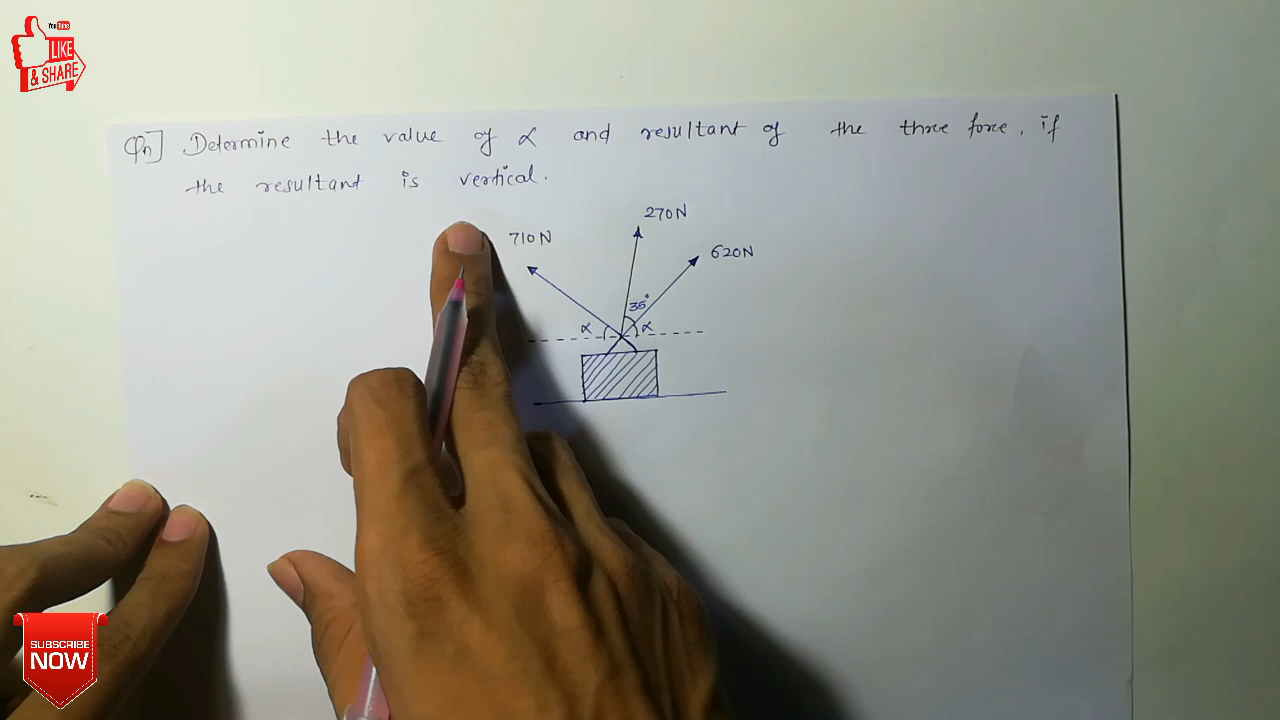 YouTube
LIKE
& SHARE
Qn] Determine the value of α and resultant of the three force, if
the resultant is vertical.
270N
710N
620N
35°
α
α
SUBSCRIBE
NOW